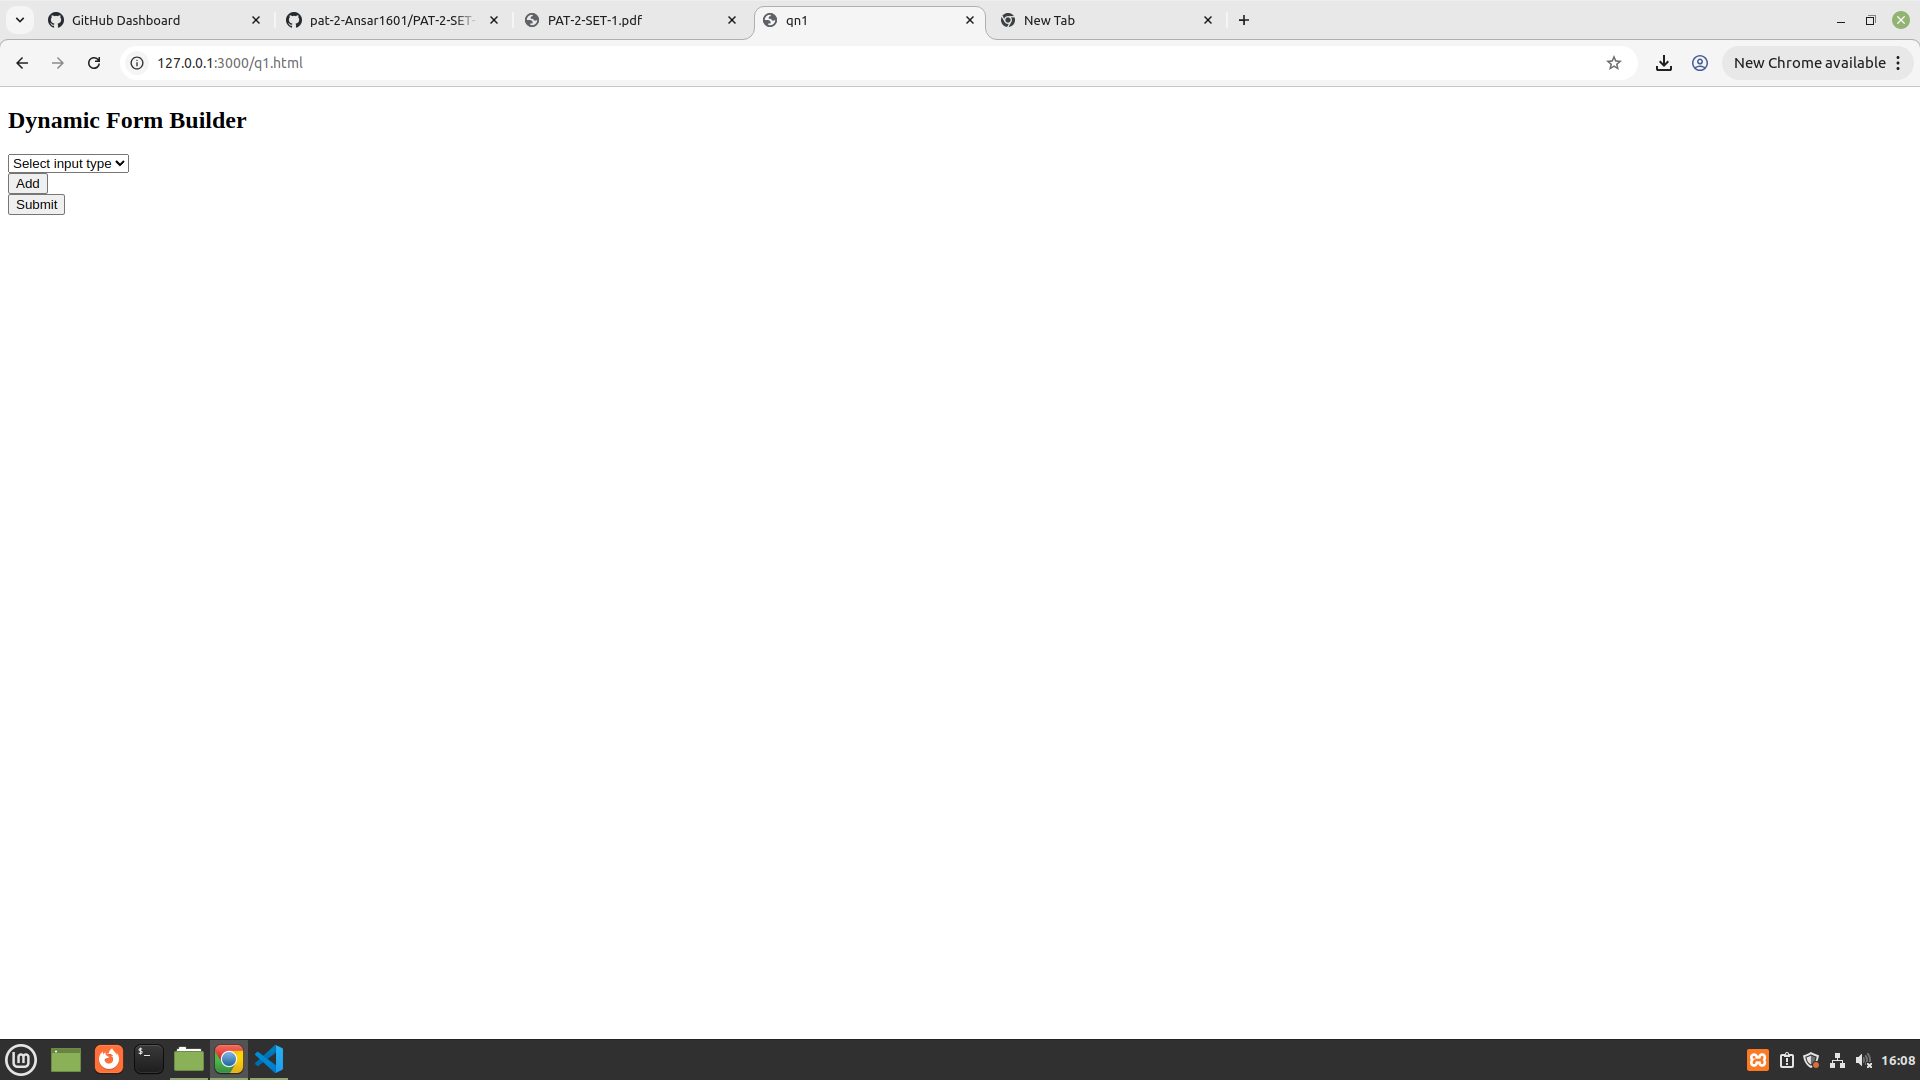 GitHub Dashboard
pat-2-Ansar1601/PAT-2-SET-
PAT-2-SET-1.pdf
qn1
New Tab
127.0.0.1:3000/q1.html
New Chrome available
Dynamic Form Builder
Select input type
Add
Submit
$_
16:08